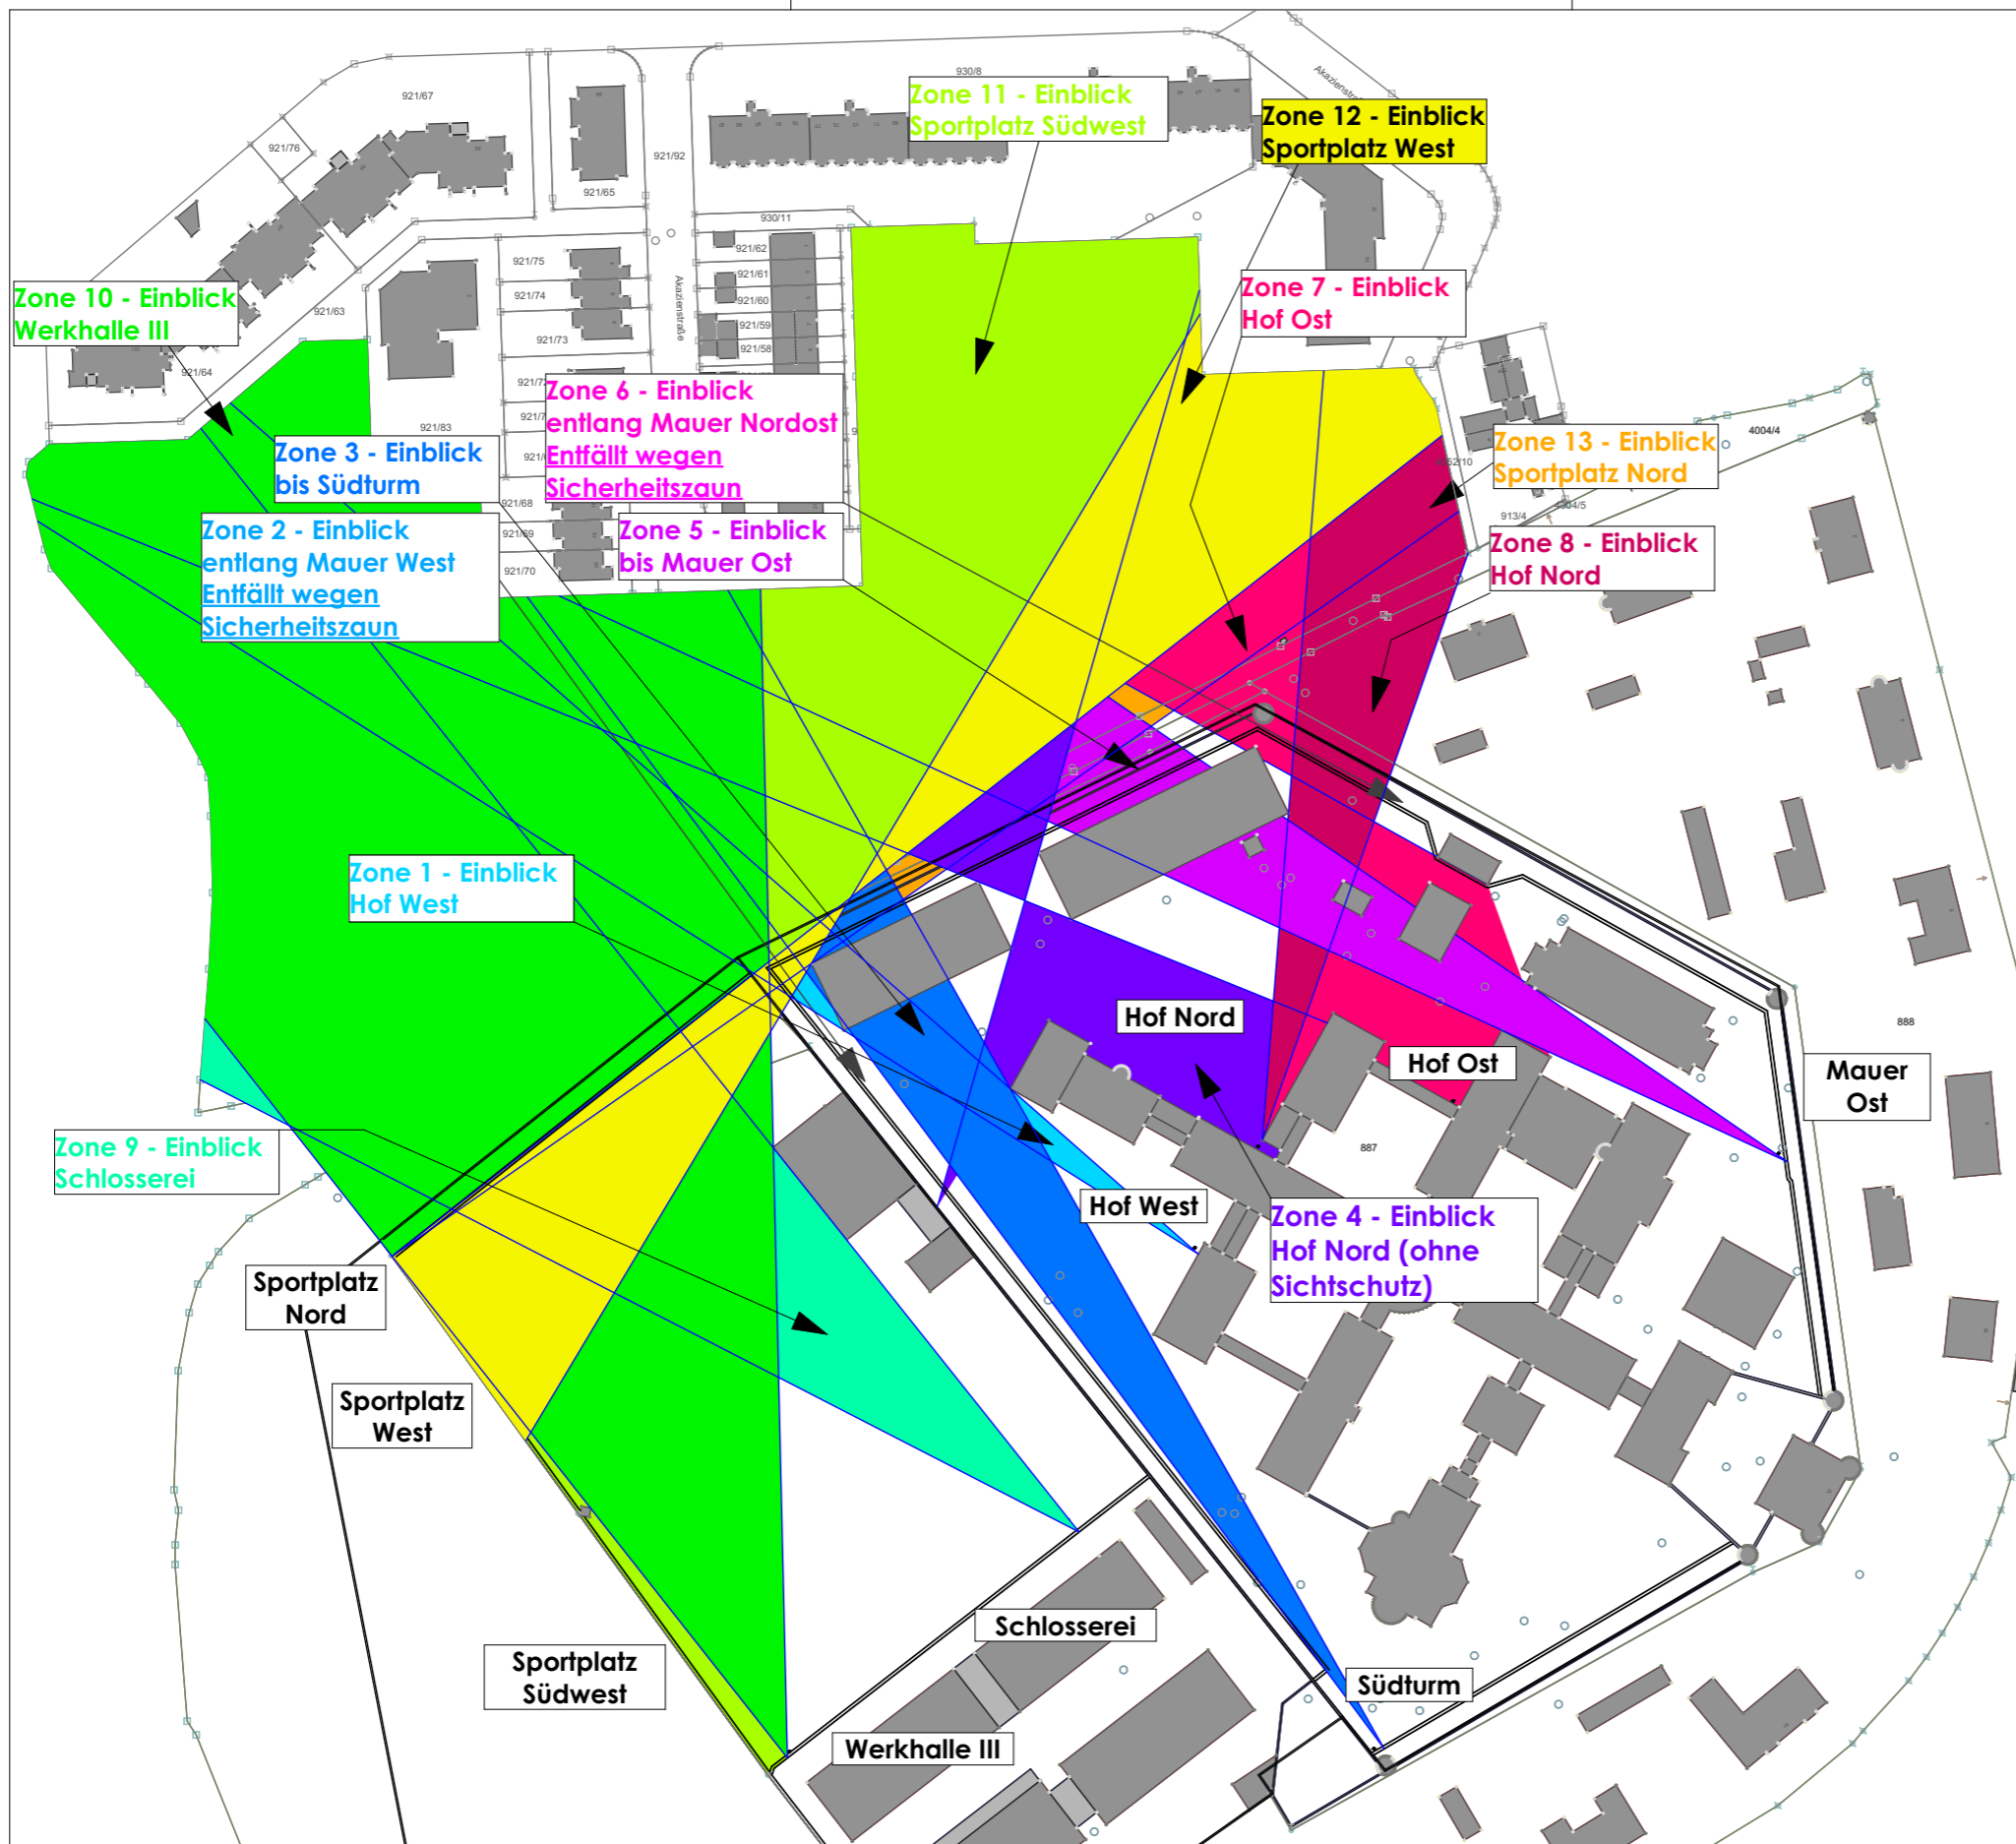 930/8
Akazienstraße
921/67
Zone 11 - Einblick
Sportplatz Südwest
Zone 12 - Einblick
Sportplatz West
921/76
921/92
921/65
930/11
921/62
921/75
921/61
921/74
921/60
Akazienstraße
921/59
921/73
921/58
Zone 7 - Einblick
Hof Ost
Zone 10 - Einblick
Werkhalle III
921/63
921/64
921/83
Zone 6 - Einblick
entlang Mauer Nordost
Entfällt wegen
Sicherheitszaun
Zone 3 - Einblick
bis Südturm
4004/4
Zone 13 - Einblick
Sportplatz Nord
921/68
921/69
921/70
913/4
4004/5
Zone 2 - Einblick
entlang Mauer West
Entfällt wegen
Sicherheitszaun
Zone 5 - Einblick
bis Mauer Ost
Zone 8 - Einblick
Hof Nord
Zone 1 - Einblick
Hof West
Hof Nord
Hof Ost
888
Mauer
Ost
887
Zone 9 - Einblick
Schlosserei
Hof West
Zone 4 - Einblick
Hof Nord (ohne
Sichtschutz)
Sportplatz
Nord
Sportplatz
West
Schlosserei
Sportplatz
Südwest
Südturm
Werkhalle III